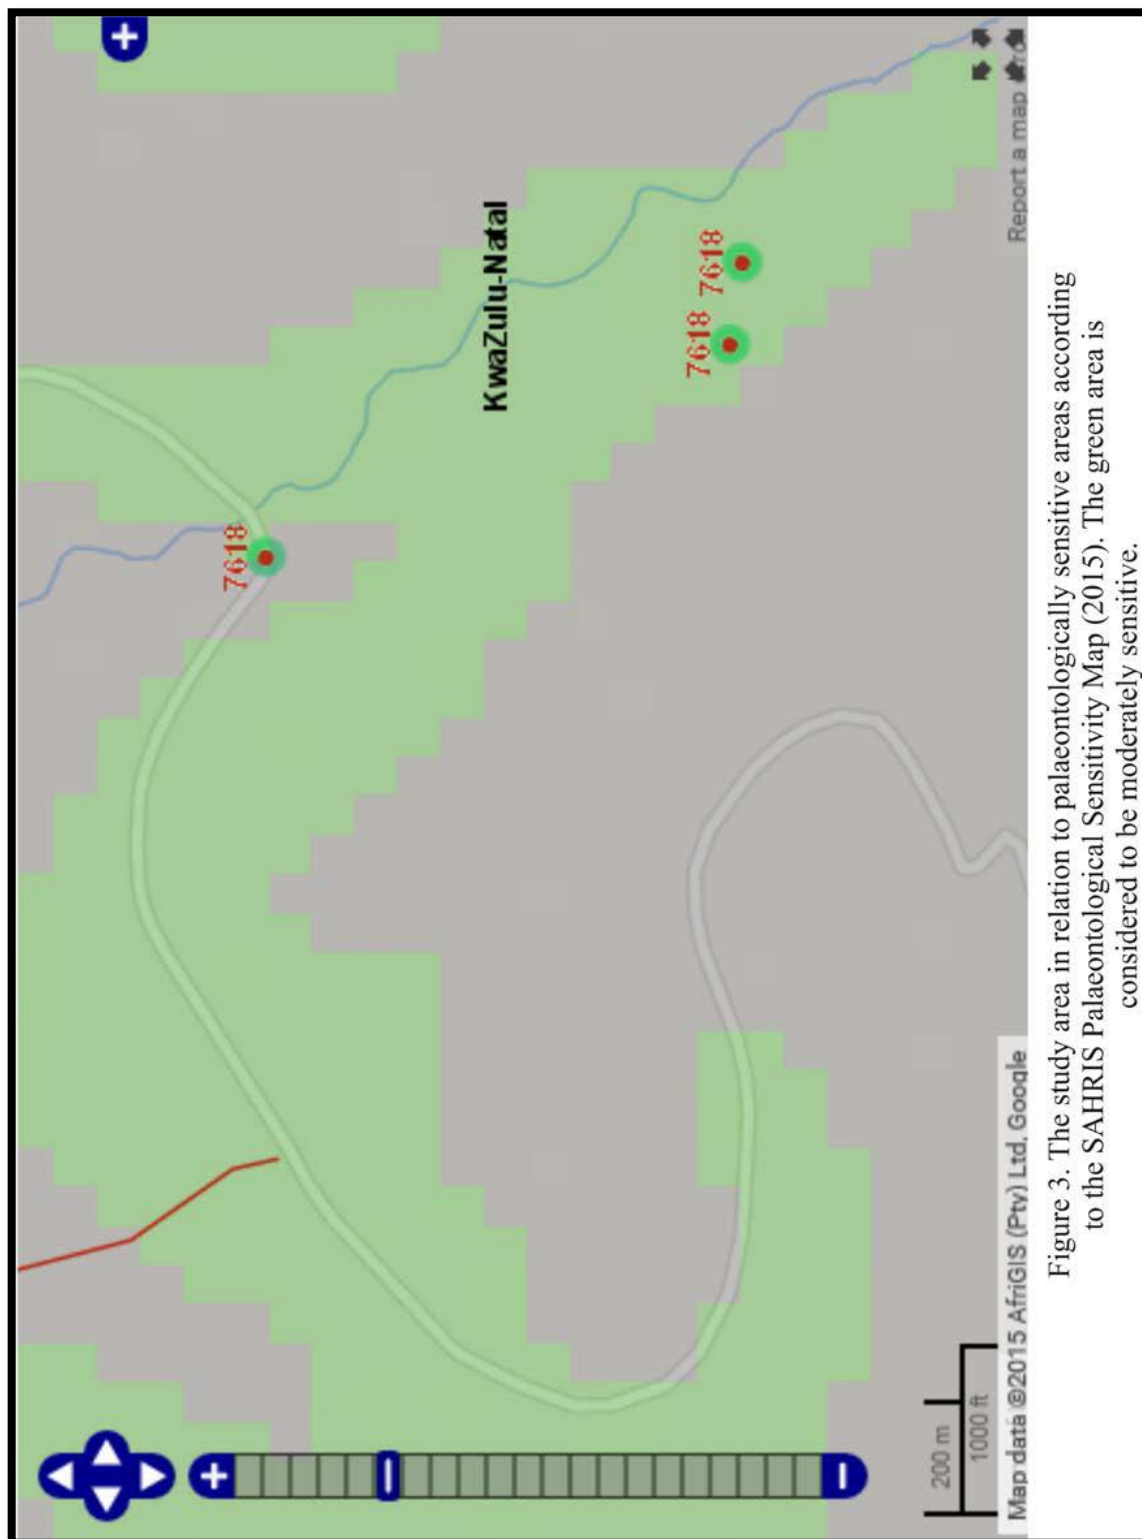 7618
KwaZulu-Natal
7618
7618
200 m
1000 ft
Map data ©2015 AfriGIS (Pty) Ltd, Google
Report a map
Figure 3. The study area in relation to palaeontologically sensitive areas according
to the SAHRIS Palaeontological Sensitivity Map (2015). The green area is
considered to be moderately sensitive.